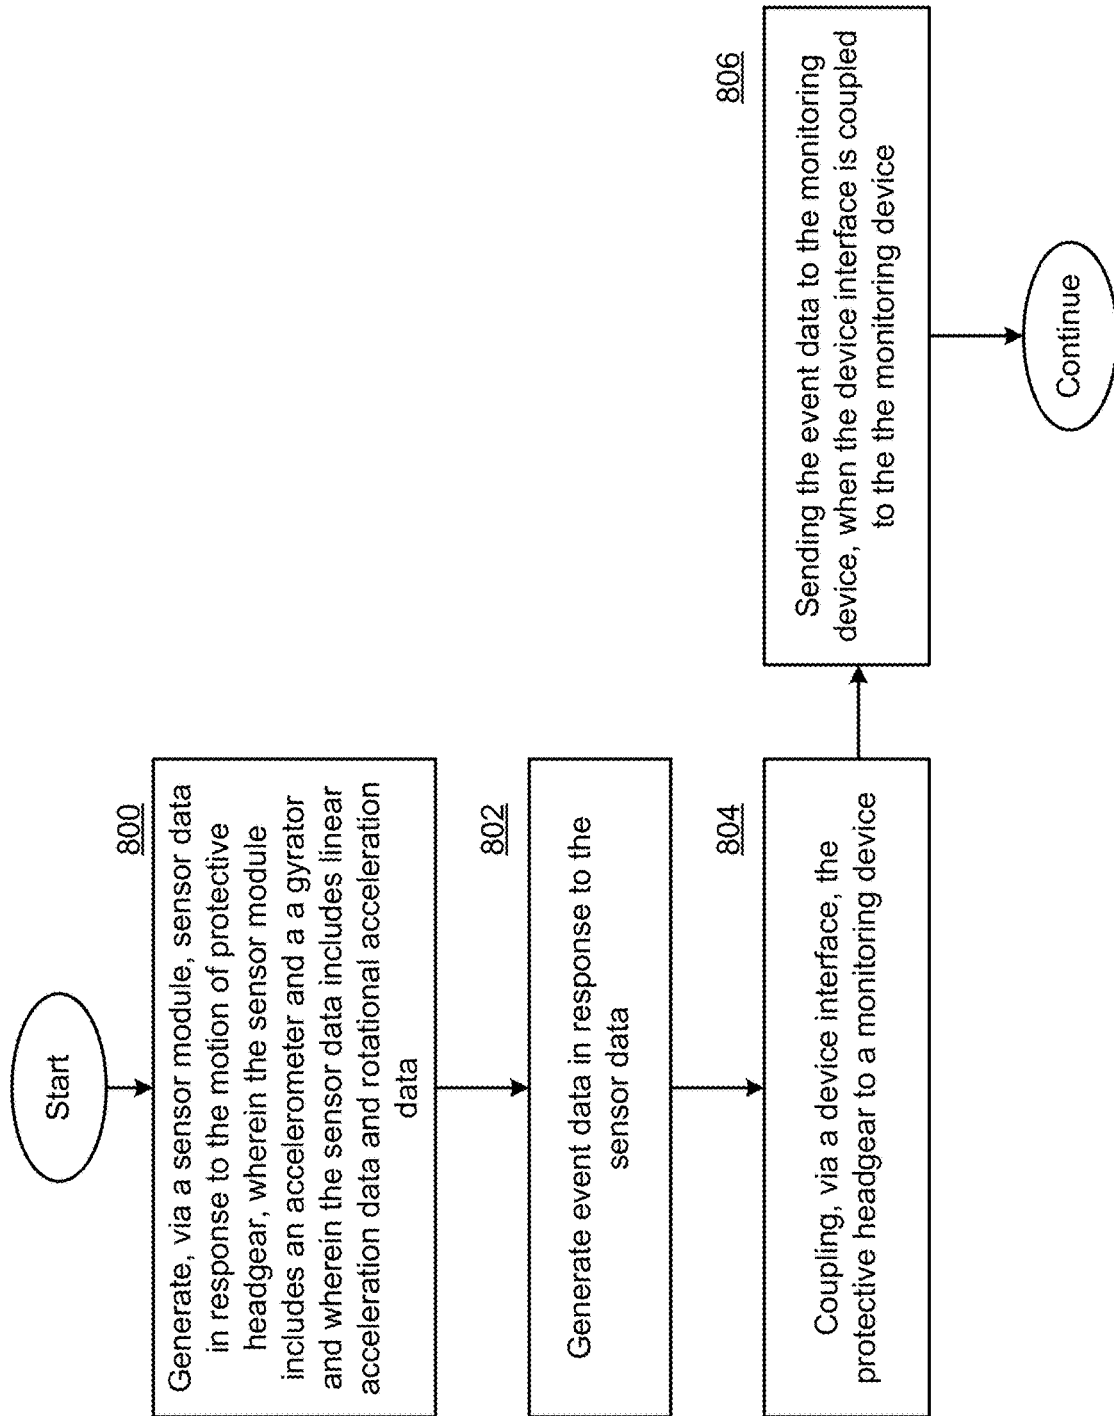 Start
800
Generate, via a sensor module, sensor data
in response to the motion of protective
headgear, wherein the sensor module
includes an accelerometer and a a gyrator
and wherein the sensor data includes linear
acceleration data and rotational acceleration
data
802
Generate event data in response to the
sensor data
804
Coupling, via a device interface, the
protective headgear to a monitoring device
806
Sending the event data to the monitoring
device, when the device interface is coupled
to the the monitoring device
Continue